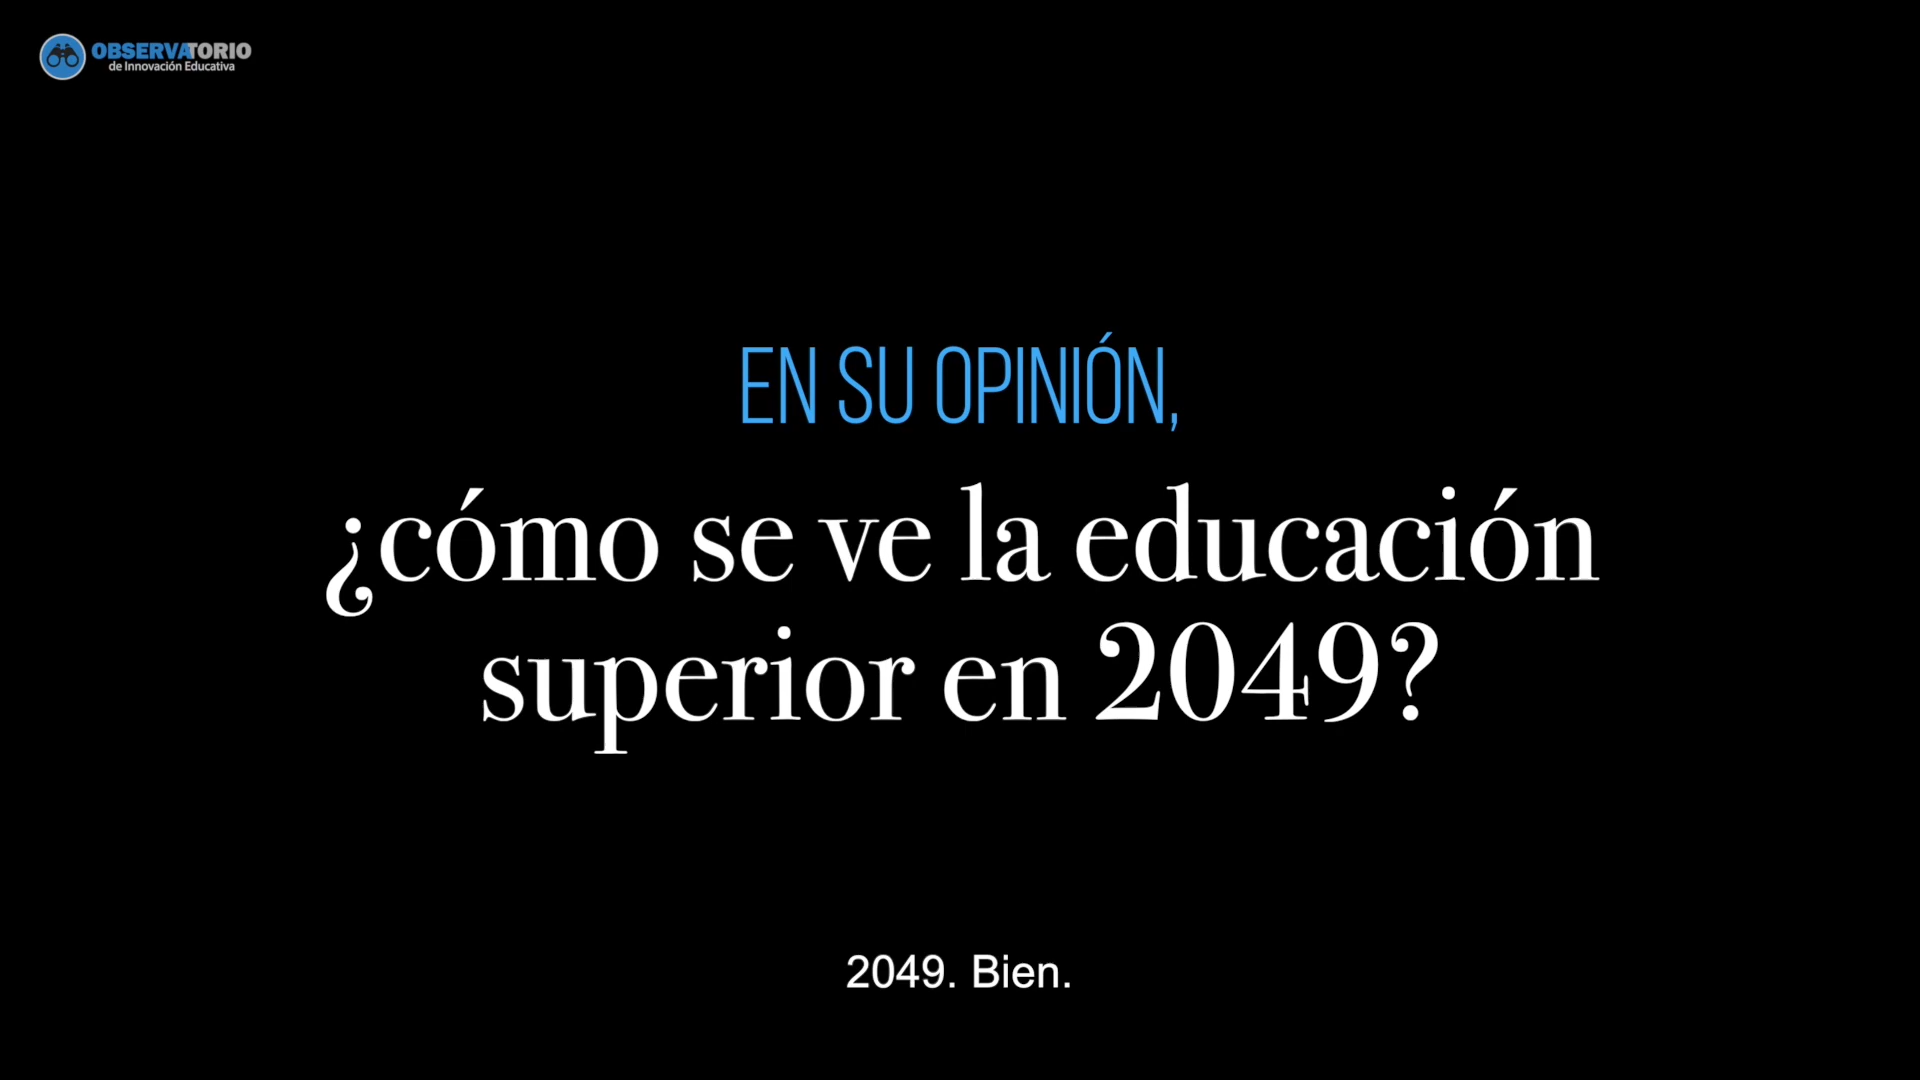 OBSERVATORIO
de Innovación Educativa
EN SU OPINIÓN,
¿cómo se ve la educación
superior en 2049?
2049. Bien.